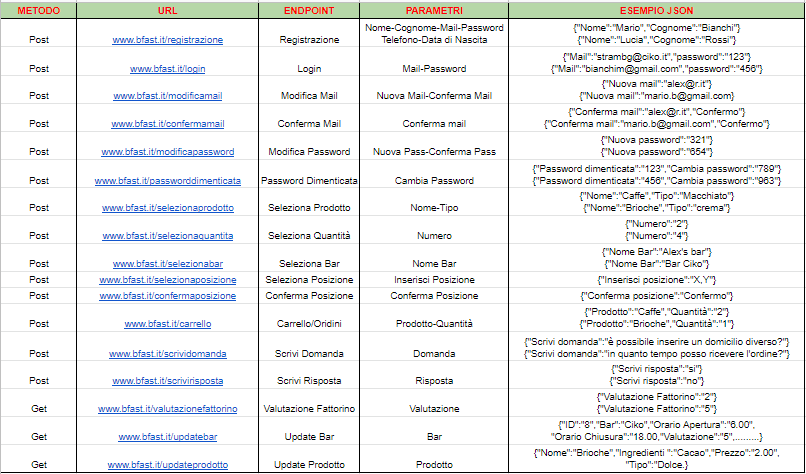 METODO URL ENDPOINT PARAMETRI ESEMPIO JSON
Post www.bfast.it/registrazione Registrazione Nome-Cognome-Mail-Password Telefono-Data di Nascita {"Nome":"Mario","Cognome":"Bianchi"} {"Nome":"Lucia","Cognome":"Rossi"}
Post www.bfast.it/login Login Mail-Password {"Mail":"strambg@ciko.it","password":"123"} {"Mail":"bianchim@gmail.com","password":"456"}
Post www.bfast.it/modificamail Modifica Mail Nuova Mail-Conferma Mail {"Nuova mail":"alex@r.it"} {"Nuova mail":"mario.b@gmail.com}
Post www.bfast.it/confermamail Conferma Mail Conferma mail {"Conferma mail":"alex@r.it","Confermo"} {"Conferma mail":"mario.b@gmail.com","Confermo"}
Post www.bfast.it/modificapassword Modifica Password Nuova Pass-Conferma Pass {"Nuova password":"321"} {"Nuova password":"654"}
Post www.bfast.it/passworddimenticata Password Dimenticata Cambia Password {"Password dimenticata":"123","Cambia password":"789"} {"Password dimenticata":"456","Cambia password":"963"}
Post www.bfast.it/selezionaprodotto Seleziona Prodotto Nome-Tipo {"Nome":"Caffe","Tipo":"Macchiato"} {"Nome":"Brioche","Tipo":"crema"}
Post www.bfast.it/selezionaquantita Seleziona Quantità Numero {"Numero":"2"} {"Numero":"4"}
Post www.bfast.it/selezionabar Seleziona Bar Nome Bar {"Nome Bar":"Alex's bar"} {"Nome Bar":"Bar Ciko"}
Post www.bfast.it/selezionaposizione Seleziona Posizione Inserisci Posizione {"Inserisci posizione":"X,Y"}
Post www.bfast.it/confermaposizione Conferma Posizione Conferma Posizione {"Conferma posizione":"Confermo"}
Post www.bfast.it/carrello Carrello/Oridini Prodotto-Quantità {"Prodotto":"Caffe","Quantità":"2"} {"Prodotto":"Brioche","Quantità":"1"}
Post www.bfast.it/scrividomanda Scrivi Domanda Domanda {"Scrivi domanda":"è possibile inserire un domicilio diverso?"} {"Scrivi domanda":"in quanto tempo posso ricevere l'ordine?"}
Post www.bfast.it/scrivirisposta Scrivi Risposta Risposta {"Scrivi risposta":"si"} {"Scrivi risposta":"no"}
Get www.bfast.it/valutazionefattorino Valutazione Fattorino Valutazione {"Valutazione Fattorino":"2"} {"Valutazione Fattorino":"5"}
Get www.bfast.it/updatebar Update Bar Bar {"ID":"8","Bar":"Ciko","Orario Apertura":"6.00", "Orario Chiusura":"18.00,"Valutazione":"5",.........}
Get www.bfast.it/updateprodotto Update Prodotto Prodotto {"Nome":"Brioche","Ingredienti :"Cacao","Prezzo":"2.00", "Tipo":"Dolce.}